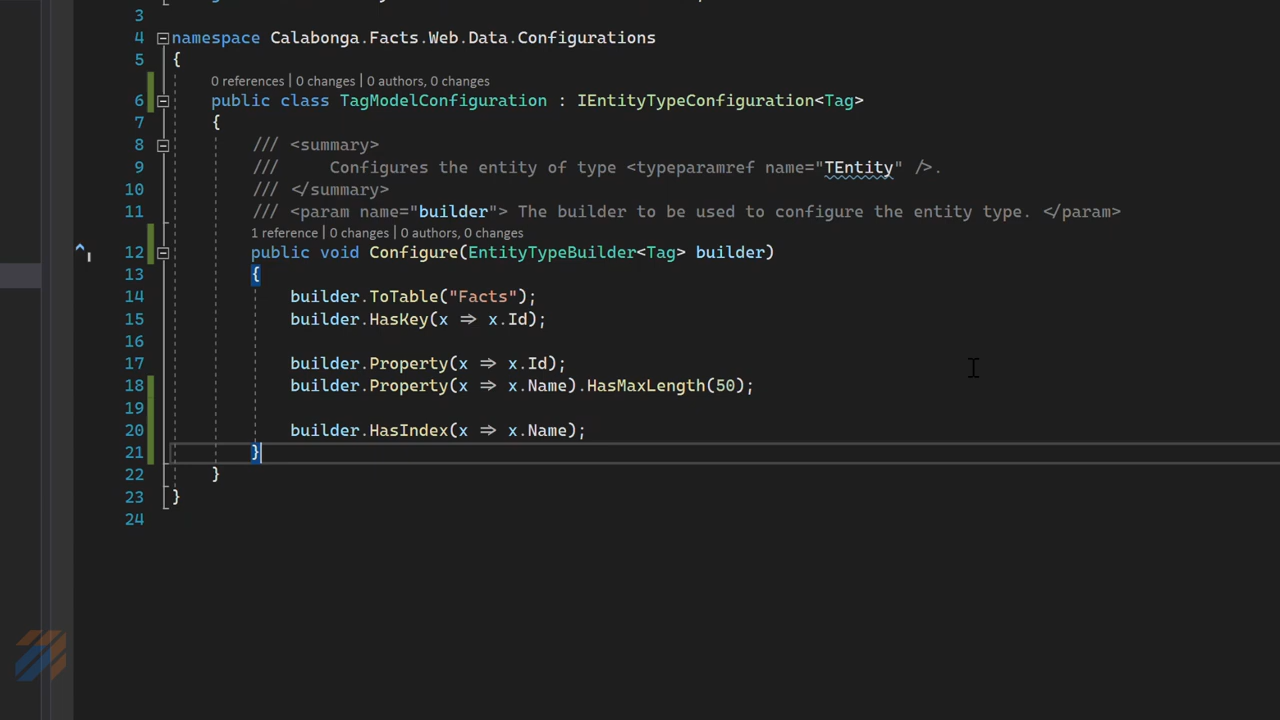 3
4 namespace Calabonga.Facts.Web.Data.Configurations
5 {
0 references | 0 changes | 0 authors, 0 changes
6 public class TagModelConfiguration : IEntityTypeConfiguration<Tag>
7 {
8 /// <summary>
9 /// Configures the entity of type <typeparamref name="TEntity" />.
10 /// </summary>
11 /// <param name="builder"> The builder to be used to configure the entity type. </param>
1 reference | 0 changes | 0 authors, 0 changes
12 public void Configure(EntityTypeBuilder<Tag> builder)
13 {
14 builder.ToTable("Facts");
15 builder.HasKey(x => x.Id);
16
17 builder.Property(x => x.Id);
18 builder.Property(x => x.Name).HasMaxLength(50);
19
20 builder.HasIndex(x => x.Name);
21 }
22 }
23 }
24